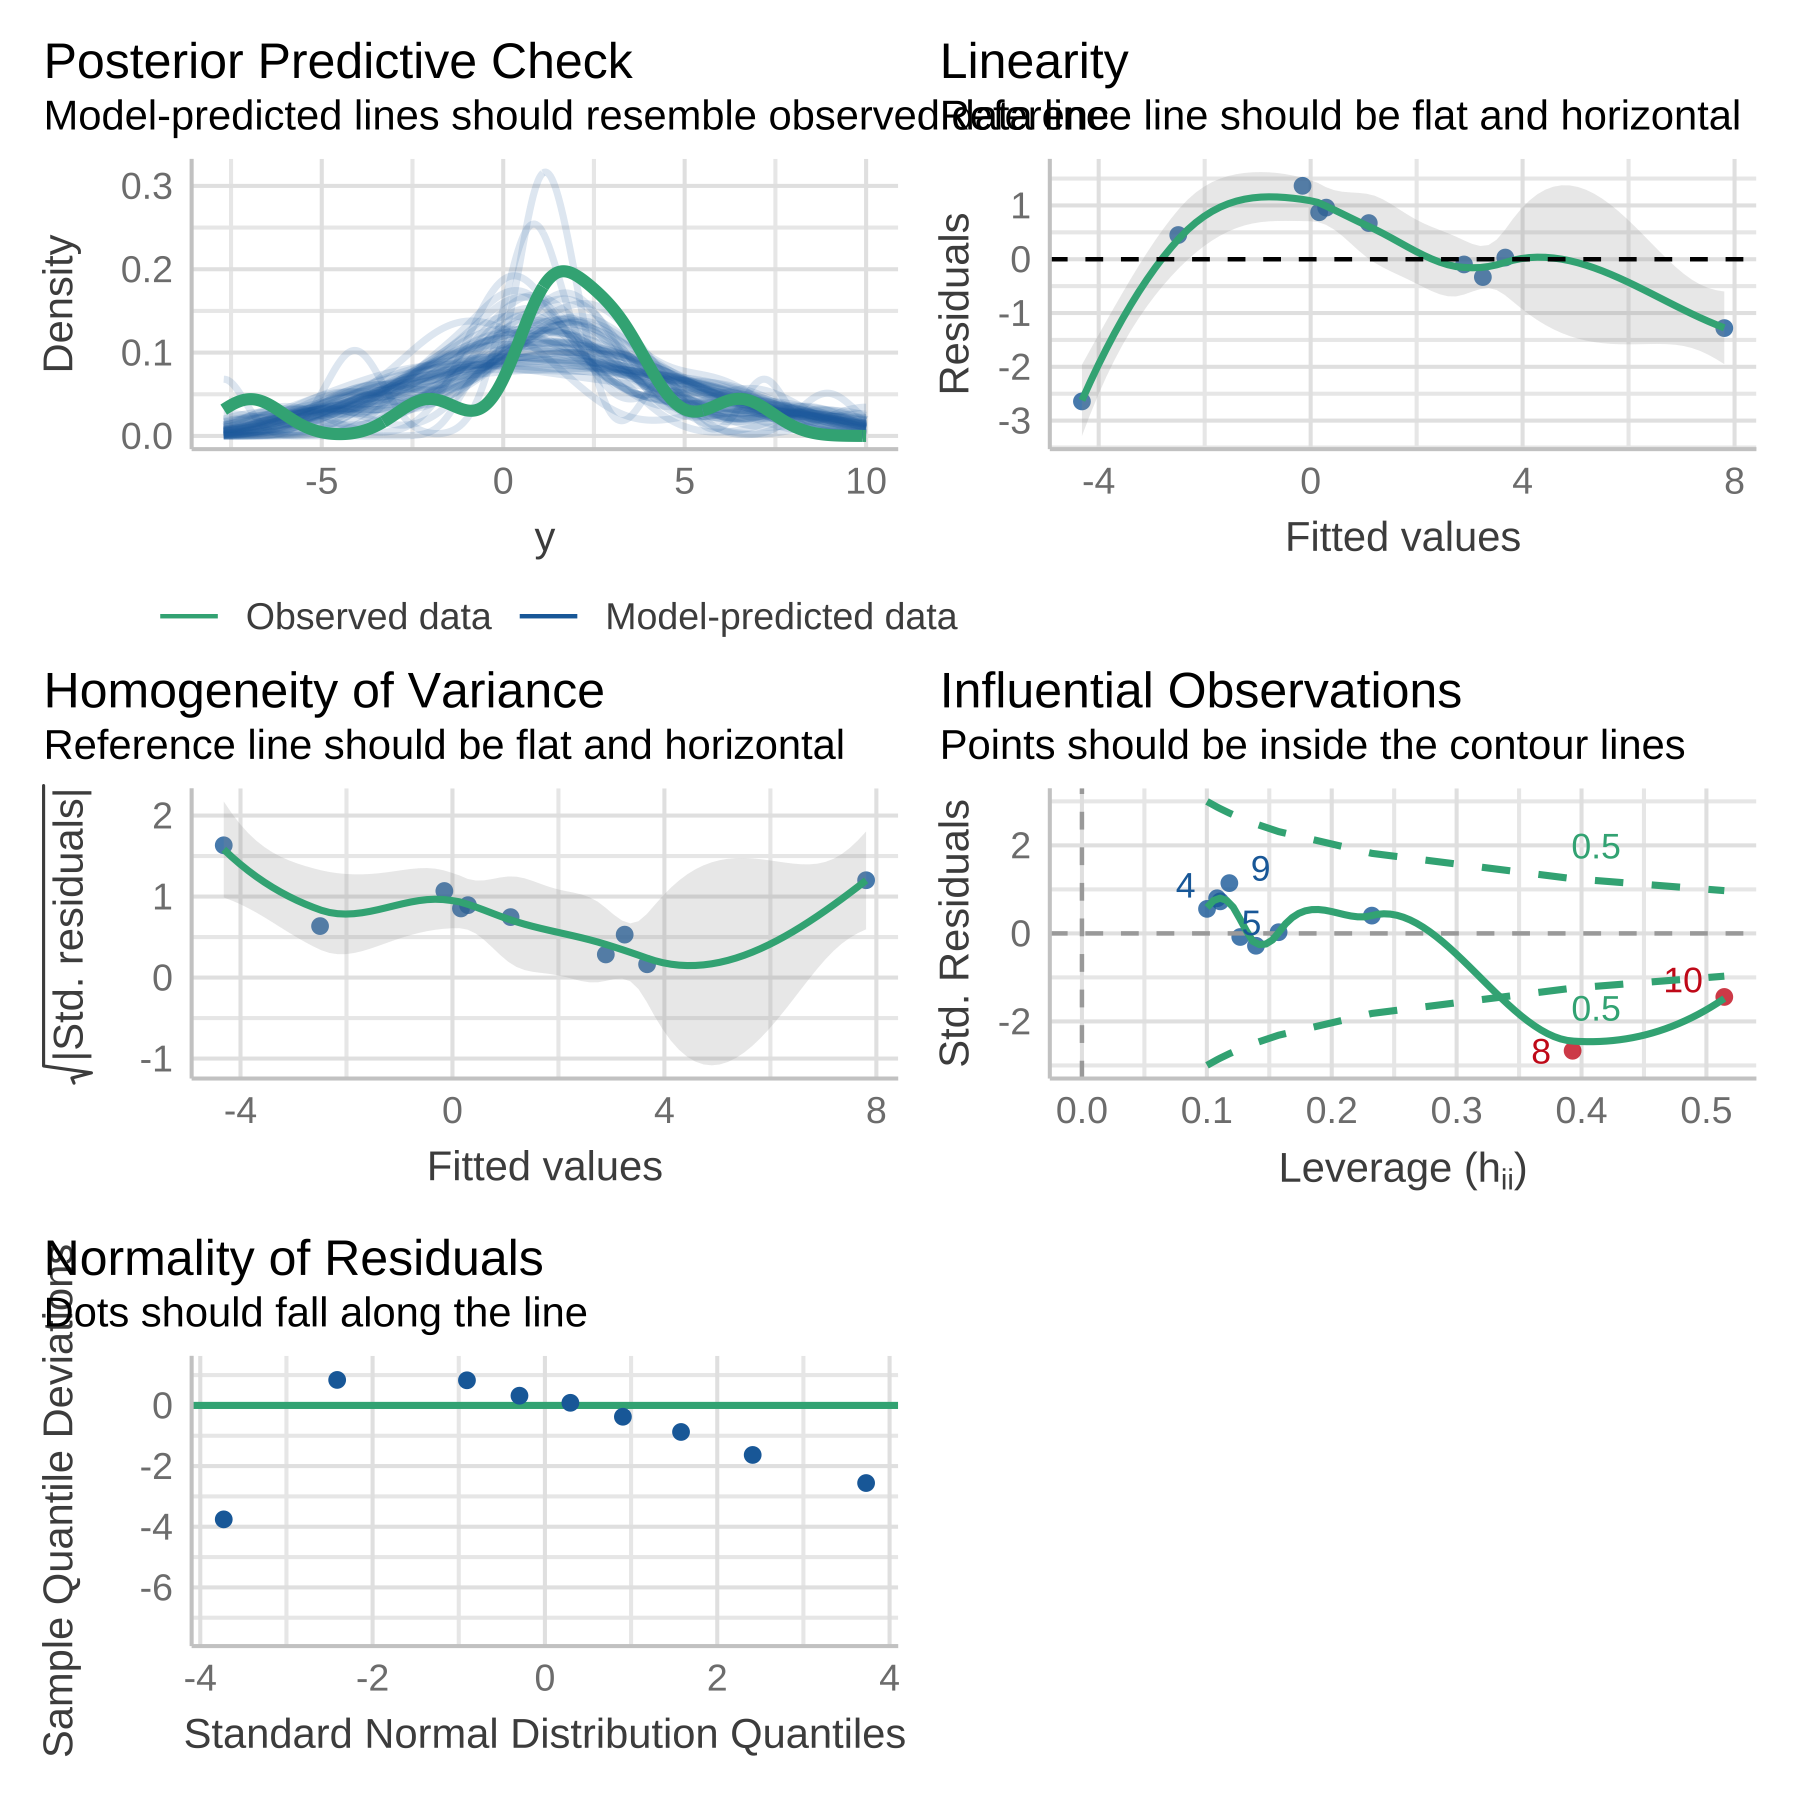 Posterior Predictive Check
Model-predicted lines should resemble observed data line
0.3
0.2
0.1
0.0
Density
-5 0 5 10
y
Observed data Model-predicted data
Linearity
Reference line should be flat and horizontal
1
0
-1
-2
-3
Residuals
-4 0 4 8
Fitted values
Homogeneity of Variance
Reference line should be flat and horizontal
2
1
0
-1
√|Std. residuals|
-4 0 4 8
Fitted values
Influential Observations
Points should be inside the contour lines
2
0
-2
Std. Residuals
0.5
9
4
5
10
0.5
8
0.0 0.1 0.2 0.3 0.4 0.5
Leverage (hii)
Normality of Residuals
Dots should fall along the line
0
-2
-4
-6
Sample Quantile Deviations
-4 -2 0 2 4
Standard Normal Distribution Quantiles